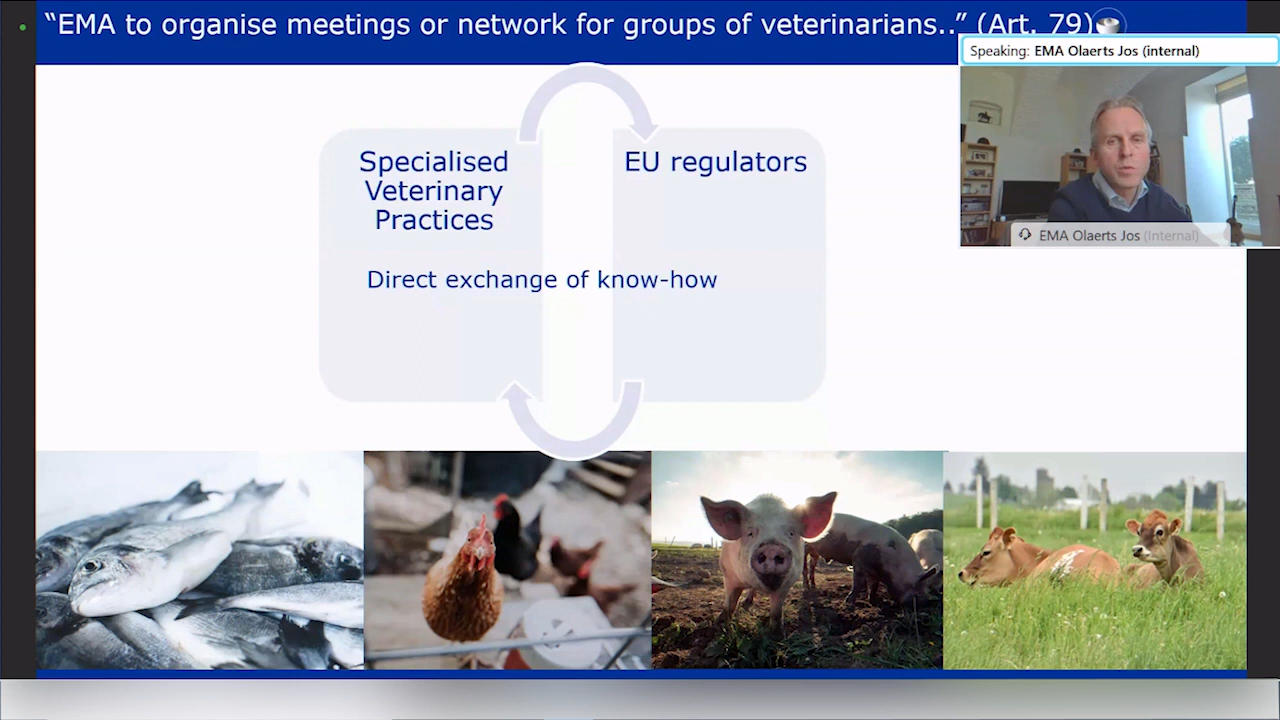 “EMA to organise meetings or network for groups of veterinarians..” (Art. 79)
Speaking: EMA Olaerts Jos (internal)
Specialised
Veterinary
Practices
EU regulators
Direct exchange of know-how
EMA Olaerts Jos (Internal)